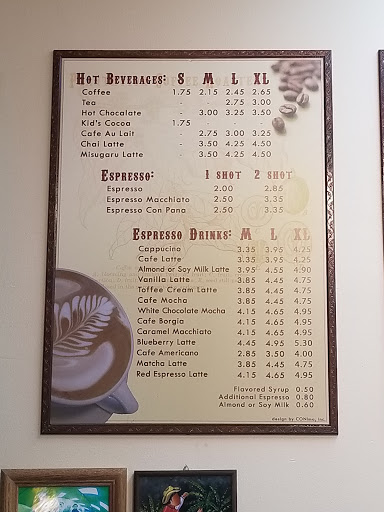 Hot Beverages: S M L XL
Coffee 1.75 2.15 2.45 2.65
Tea - - 2.75 3.00
Hot Chocalate - 3.00 3.25 3.50
Kid's Cocoa 1.75 - - -
Cafe Au Lait - 2.75 3.00 3.25
Chai Latte - 3.50 4.25 4.50
Misugaru Latte - 3.50 4.25 4.50
Espresso: 1 shot 2 shot
Espresso 2.00 2.85
Espresso Macchiato 2.50 3.35
Espresso Con Pana 2.50 3.35
Espresso Drinks: M L XL
Cappucino 3.35 3.95 4.25
Cafe Latte 3.35 3.95 4.25
Almond or Soy Milk Latte 3.95 4.55 4.90
Vanilla Latte 3.85 4.45 4.75
Toffee Cream Latte 3.85 4.45 4.75
Cafe Mocha 3.85 4.45 4.75
White Chocolate Mocha 4.15 4.65 4.95
Cafe Borgia 4.15 4.65 4.95
Caramel Macchiato 4.15 4.65 4.95
Blueberry Latte 4.45 4.95 5.30
Cafe Americano 2.85 3.50 4.00
Matcha Latte 3.85 4.45 4.75
Red Espresso Latte 4.15 4.65 4.95
Flavored Syrup 0.50
Additional Espresso 0.80
Almond or Soy Milk 0.60
design by